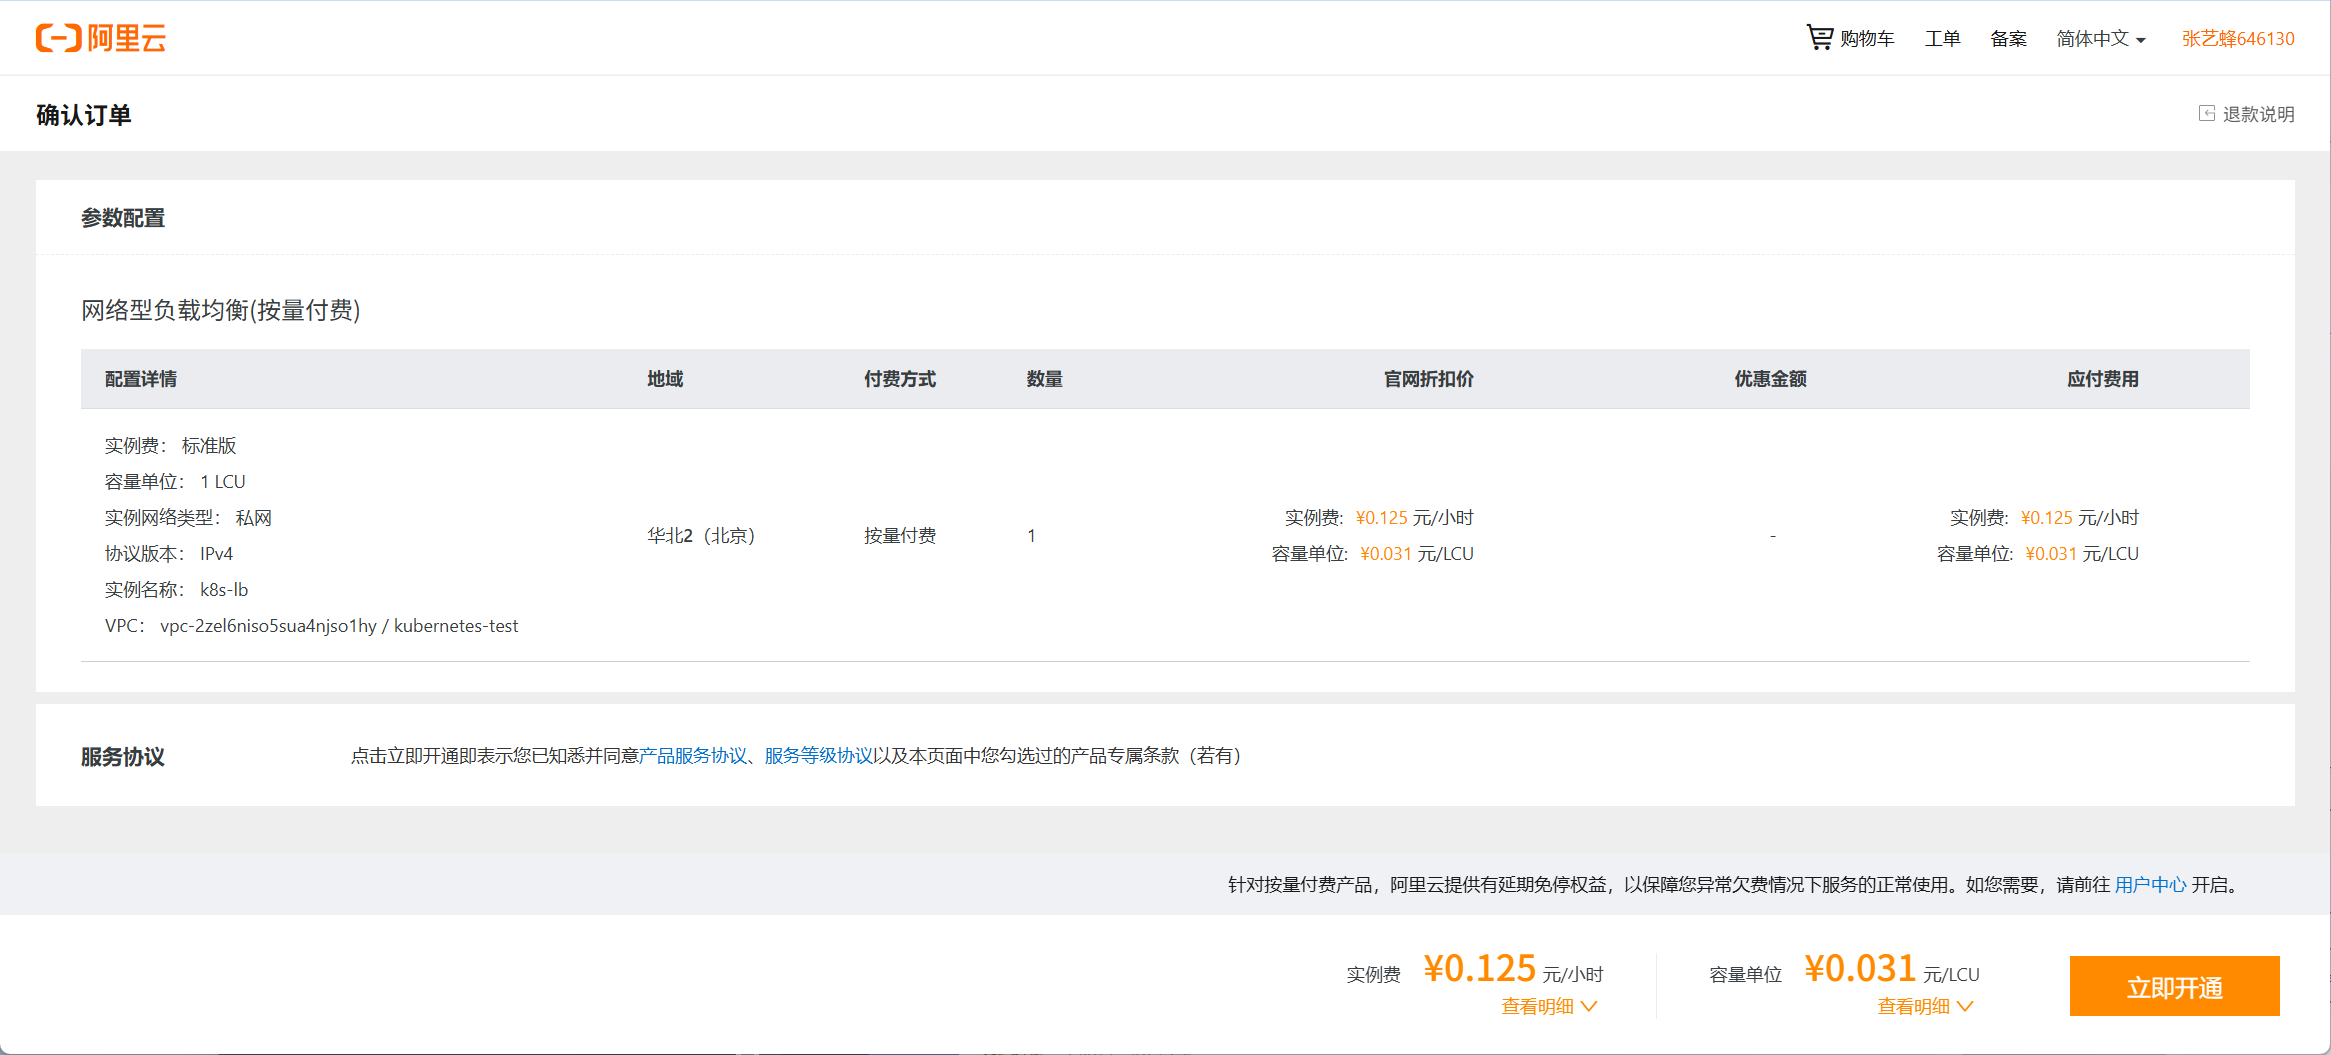 阿里云
购物车 工单 备案 简体中文 张艺蜂646130
确认订单 退款说明
参数配置
网络型负载均衡(按量付费)
配置详情 地域 付费方式 数量 官网折扣价 优惠金额 应付费用
实例费： 标准版
容量单位： 1 LCU
实例网络类型： 私网
协议版本： IPv4
实例名称： k8s-lb
VPC： vpc-2zel6niso5sua4njso1hy / kubernetes-test
华北2（北京） 按量付费 1
实例费: ¥0.125 元/小时
容量单位: ¥0.031 元/LCU
-
实例费: ¥0.125 元/小时
容量单位: ¥0.031 元/LCU
服务协议 点击立即开通即表示您已知悉并同意产品服务协议、服务等级协议以及本页面中您勾选过的产品专属条款（若有）
针对按量付费产品，阿里云提供有延期免停权益，以保障您异常欠费情况下服务的正常使用。如您需要，请前往 用户中心 开启。
实例费 ¥0.125 元/小时 容量单位 ¥0.031 元/LCU 立即开通
查看明细 查看明细